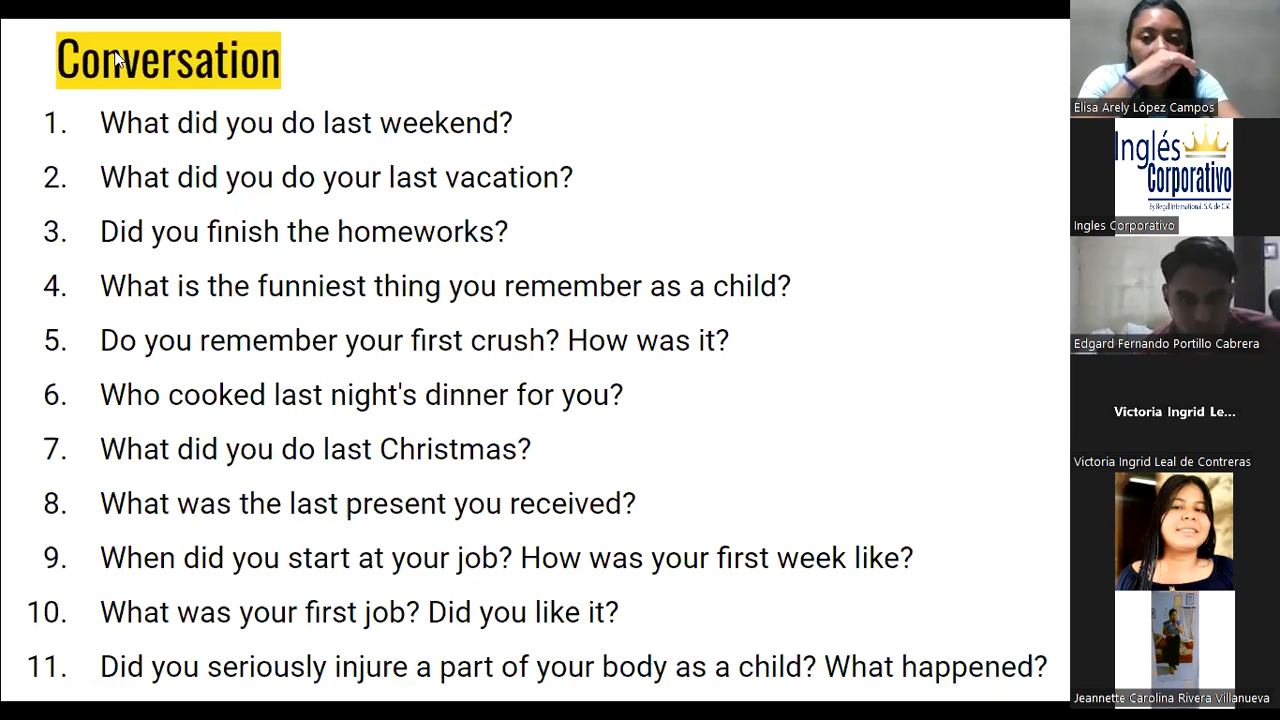 Conversation
1. What did you do last weekend?
2. What did you do your last vacation?
3. Did you finish the homeworks?
4. What is the funniest thing you remember as a child?
5. Do you remember your first crush? How was it?
6. Who cooked last night's dinner for you?
7. What did you do last Christmas?
8. What was the last present you received?
9. When did you start at your job? How was your first week like?
10. What was your first job? Did you like it?
11. Did you seriously injure a part of your body as a child? What happened?
Elisa Arely López Campos
Inglés
Corporativo
By Regal International, S.A. de C.V.
Ingles Corporativo
Edgard Fernando Portillo Cabrera
Victoria Ingrid Le...
Victoria Ingrid Leal de Contreras
Jeannette Carolina Rivera Villanueva